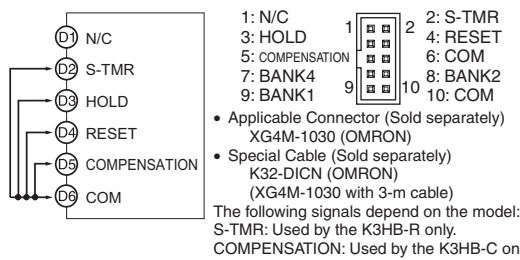 D1 N/C
D2 S-TMR
D3 HOLD
D4 RESET
D5 COMPENSATION
D6 COM
1: N/C
3: HOLD
5: COMPENSATION
7: BANK4
9: BANK1
1 2
9 10
2: S-TMR
4: RESET
6: COM
8: BANK2
10: COM
• Applicable Connector (Sold separately)
XG4M-1030 (OMRON)
• Special Cable (Sold separately)
K32-DICN (OMRON)
(XG4M-1030 with 3-m cable)
The following signals depend on the model:
S-TMR: Used by the K3HB-R only.
COMPENSATION: Used by the K3HB-C on